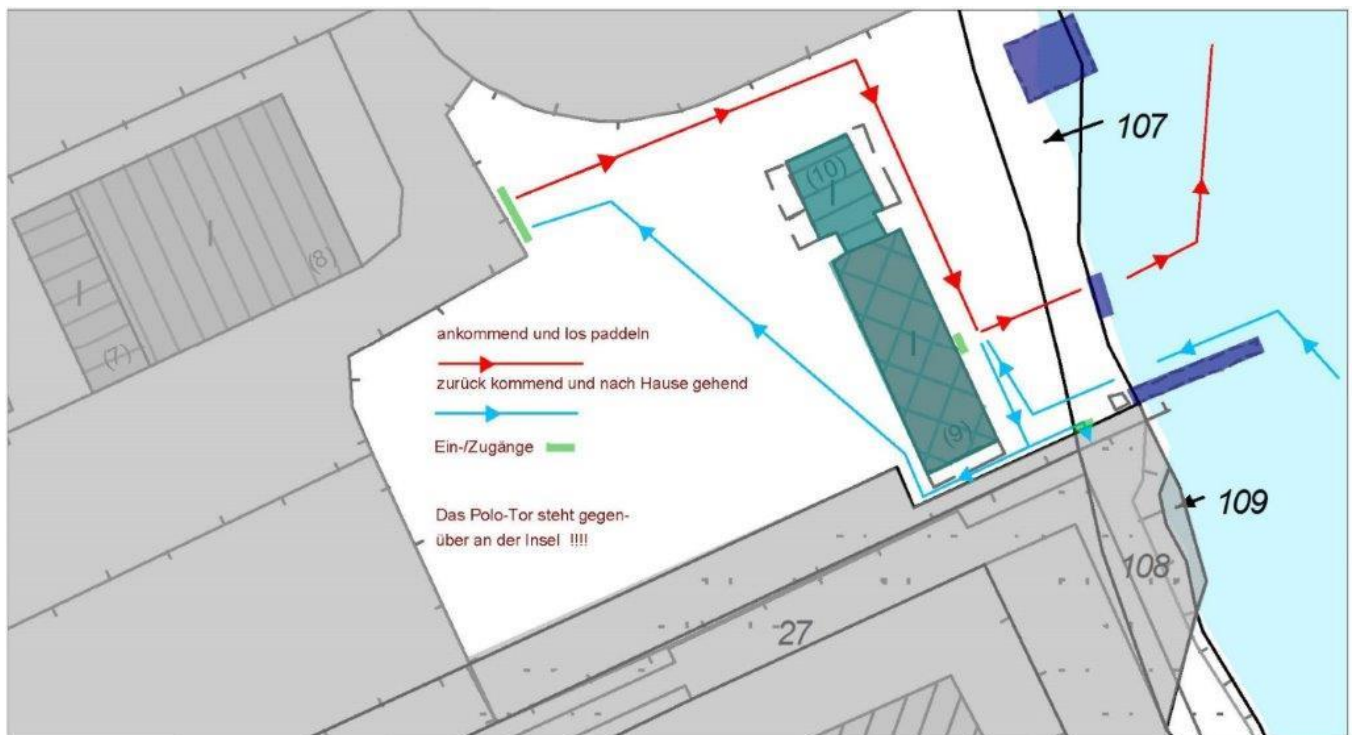 107
(10)
I
I
(8)
I
(7)
ankommend und los paddeln
zurück kommend und nach Hause gehend
I
(9)
Ein-/Zugänge
Das Polo-Tor steht gegen-
über an der Insel !!!!
109
108
27